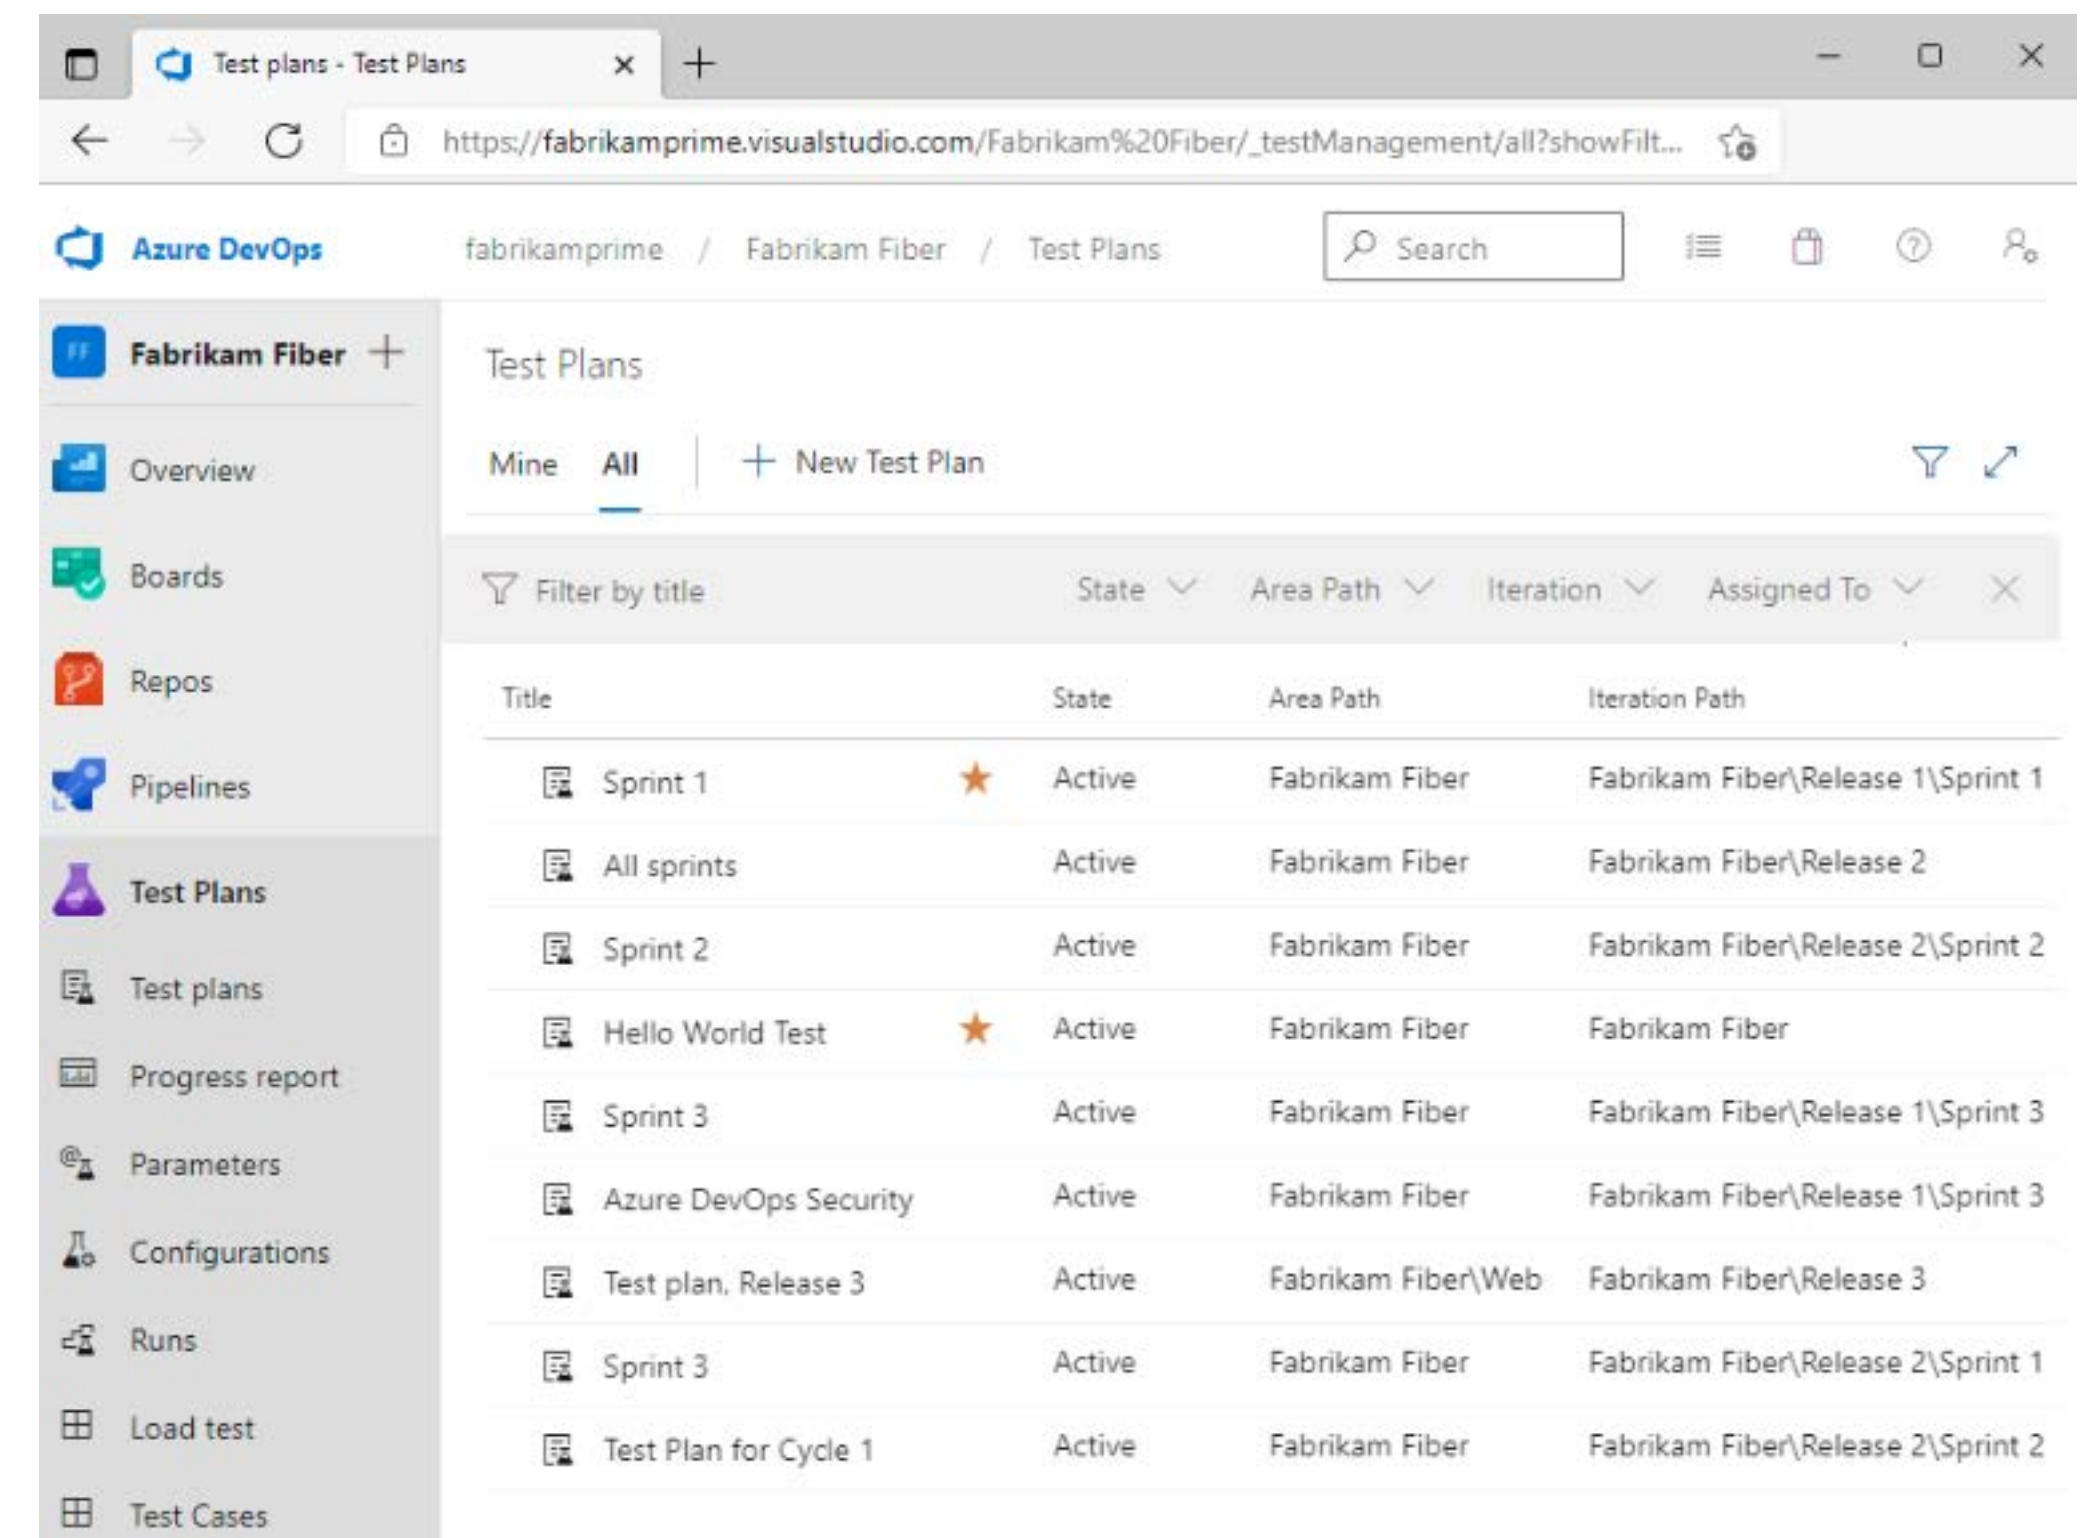 Test plans - Test Plans
https://fabrikamprime.visualstudio.com/Fabrikam%20Fiber/_testManagement/all?showFilt...
Azure DevOps
fabrikamprime / Fabrikam Fiber / Test Plans
Search
FF
Fabrikam Fiber
Overview
Boards
Repos
Pipelines
Test Plans
Test plans
Progress report
Parameters
Configurations
Runs
Load test
Test Cases
Test Plans
Mine All New Test Plan
Filter by title State Area Path Iteration Assigned To
Title State Area Path Iteration Path
Sprint 1 Active Fabrikam Fiber Fabrikam Fiber\Release 1\Sprint 1
All sprints Active Fabrikam Fiber Fabrikam Fiber\Release 2
Sprint 2 Active Fabrikam Fiber Fabrikam Fiber\Release 2\Sprint 2
Hello World Test Active Fabrikam Fiber Fabrikam Fiber
Sprint 3 Active Fabrikam Fiber Fabrikam Fiber\Release 1\Sprint 3
Azure DevOps Security Active Fabrikam Fiber Fabrikam Fiber\Release 1\Sprint 3
Test plan, Release 3 Active Fabrikam Fiber\Web Fabrikam Fiber\Release 3
Sprint 3 Active Fabrikam Fiber Fabrikam Fiber\Release 2\Sprint 1
Test Plan for Cycle 1 Active Fabrikam Fiber Fabrikam Fiber\Release 2\Sprint 2